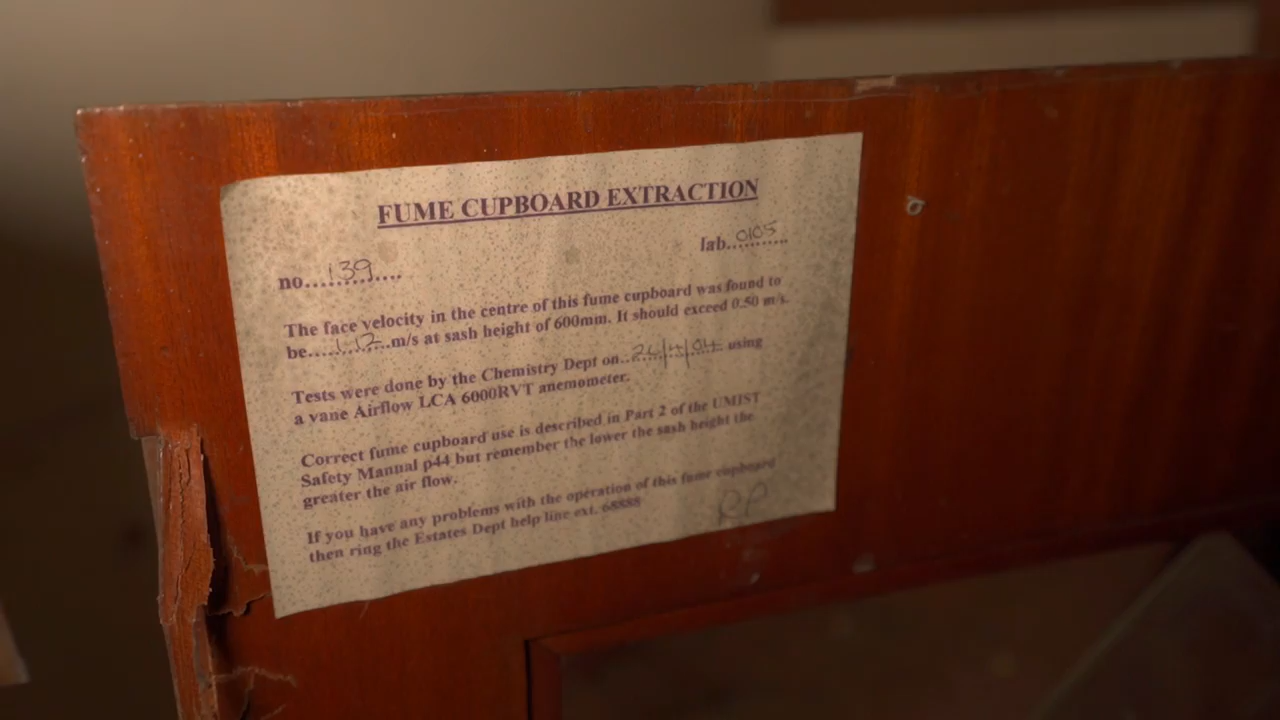 FUME CUPBOARD EXTRACTION
lab..0105........
no....139.....
The face velocity in the centre of this fume cupboard was found to
be.....1.12...m/s at sash height of 600mm. It should exceed 0.50 m/s.
Tests were done by the Chemistry Dept on using
a vane Airflow LCA 6000RVT anemometer.
Correct fume cupboard use is described in Part 2 of the UMIST
Safety Manual p44 but remember the lower the sash height the
greater the air flow.
If you have any problems with the operation of this fume cupboard
then ring the Estates Dept help line ext. 68888
RP